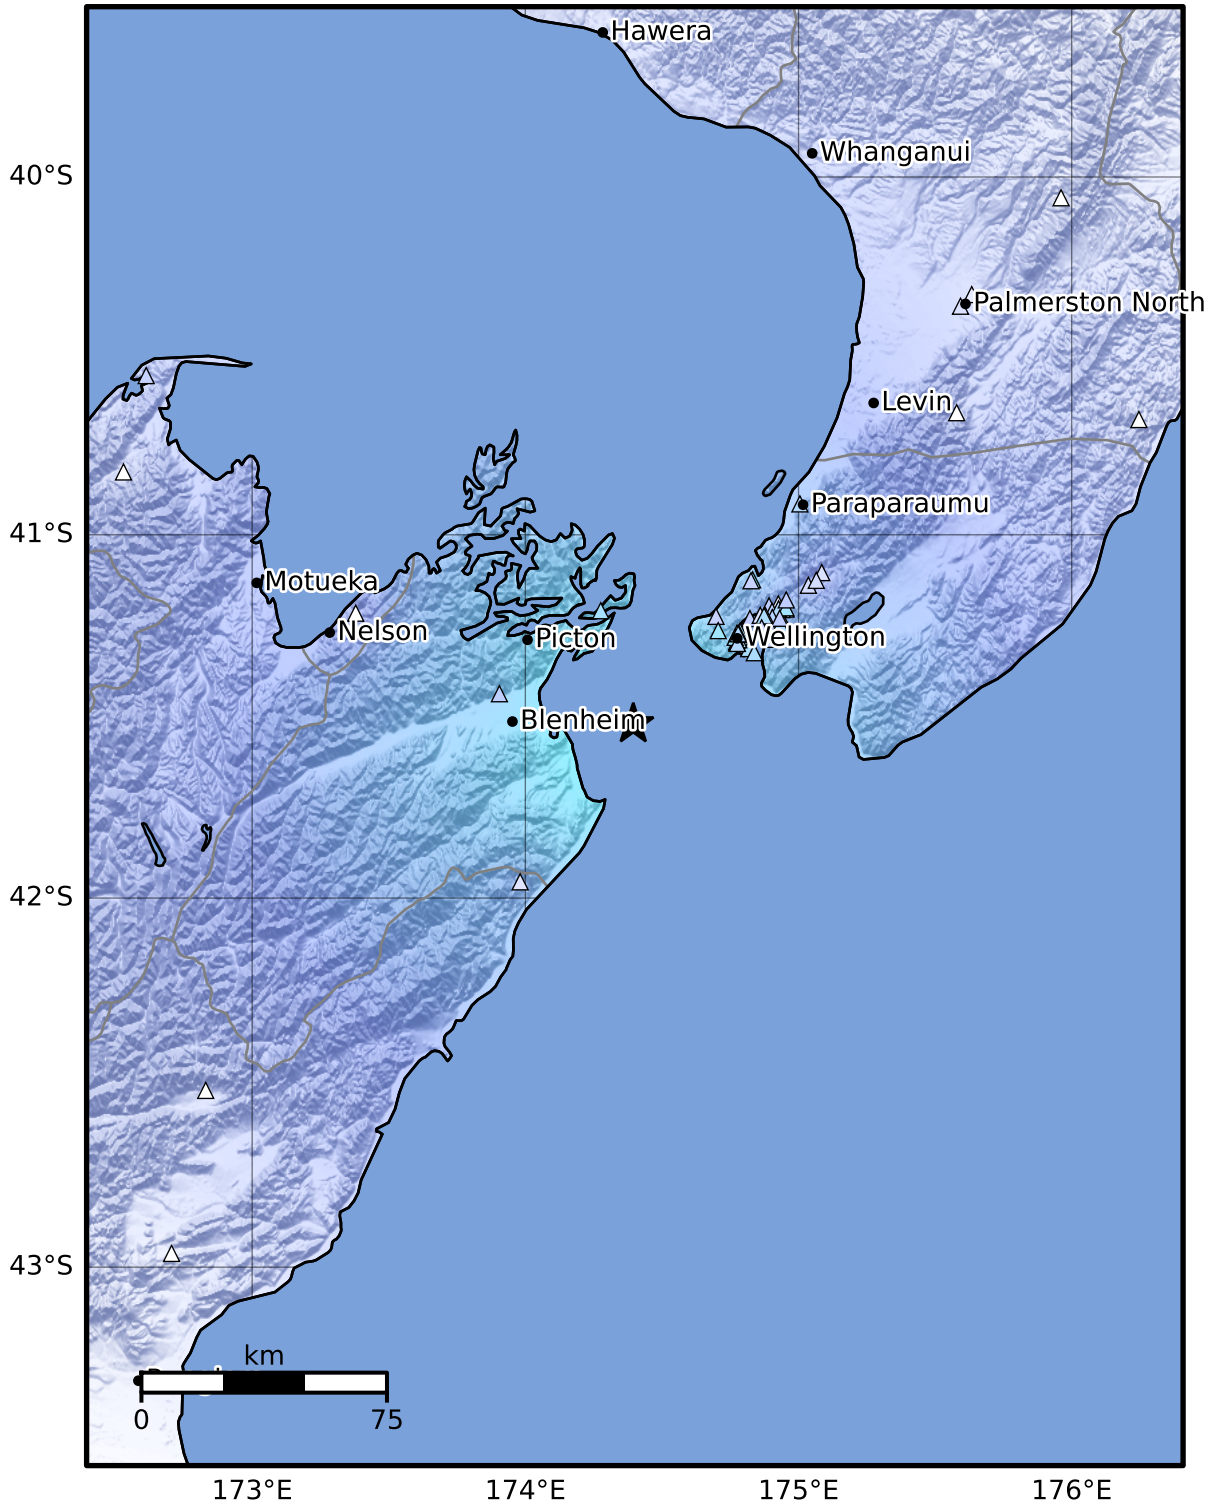 Hawera
Whanganui
40°S
Palmerston North
Levin
Paraparaumu
41°S
Motueka
Nelson
Picton
Wellington
Blenheim
42°S
43°S
km
0
75
173°E
174°E
175°E
176°E